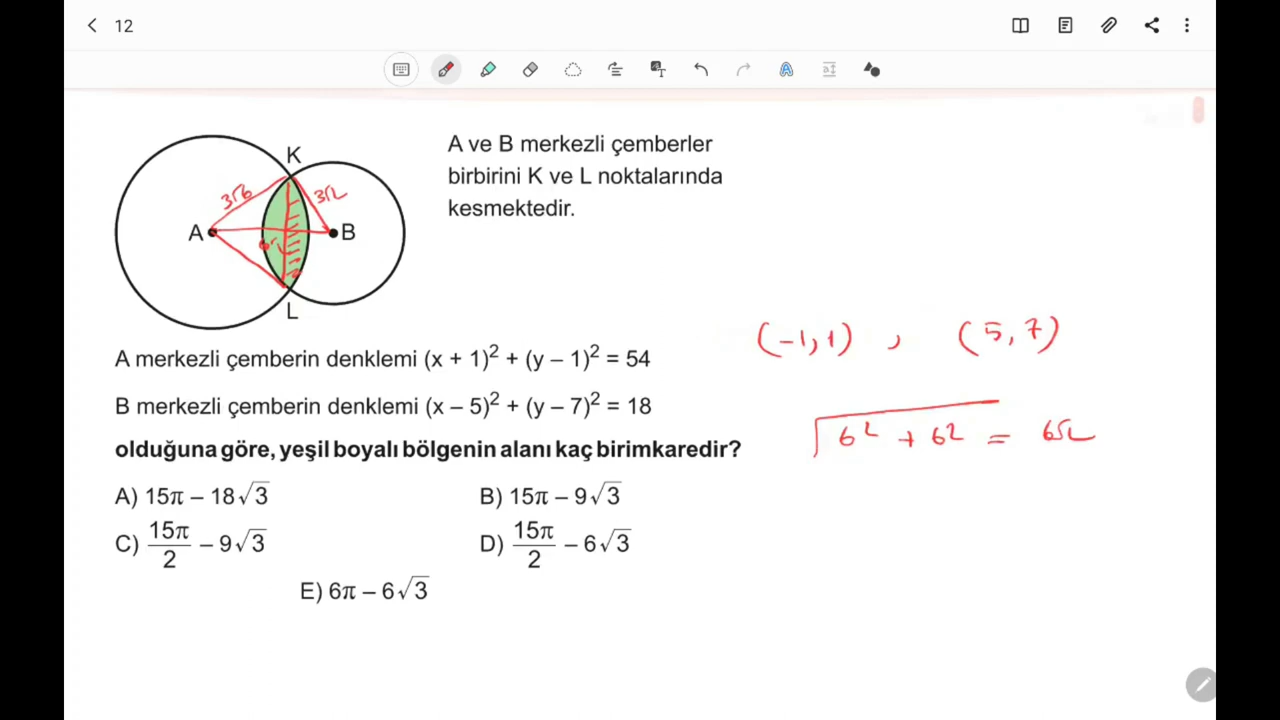 12
A ve B merkezli çemberler
birbirini K ve L noktalarında
kesmektedir.
K
3√6
3√2
A
B
6√2
L
(-1,1) , (5,7)
A merkezli çemberin denklemi (x + 1)² + (y – 1)² = 54
B merkezli çemberin denklemi (x – 5)² + (y – 7)² = 18
√6² + 6² = 6√2
olduğuna göre, yeşil boyalı bölgenin alanı kaç birimkaredir?
A) 15π – 18√3
B) 15π – 9√3
C) 15π/2 – 9√3
D) 15π/2 – 6√3
E) 6π – 6√3